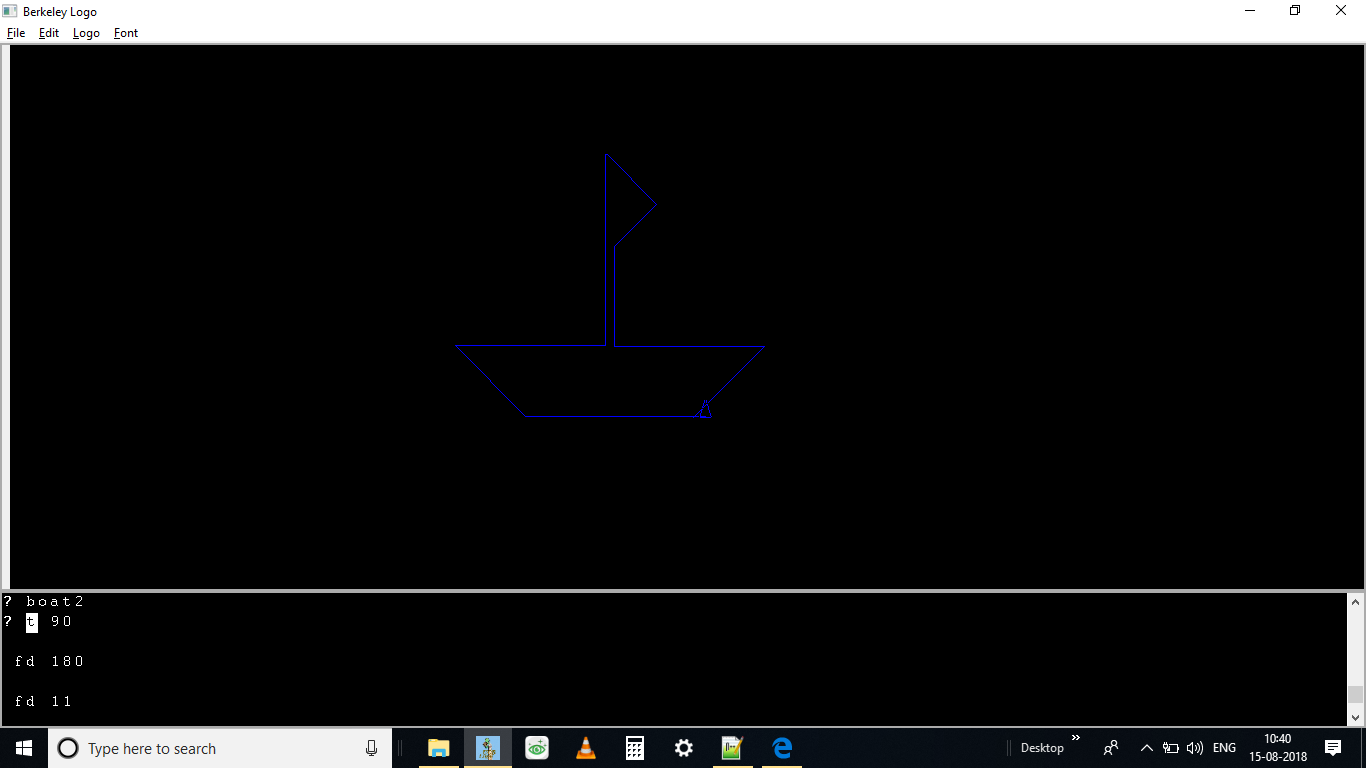 Berkeley Logo
File Edit Logo Font
? boat2
? t 90
fd 180
fd 11
Type here to search
Desktop
ENG
10:40
15-08-2018